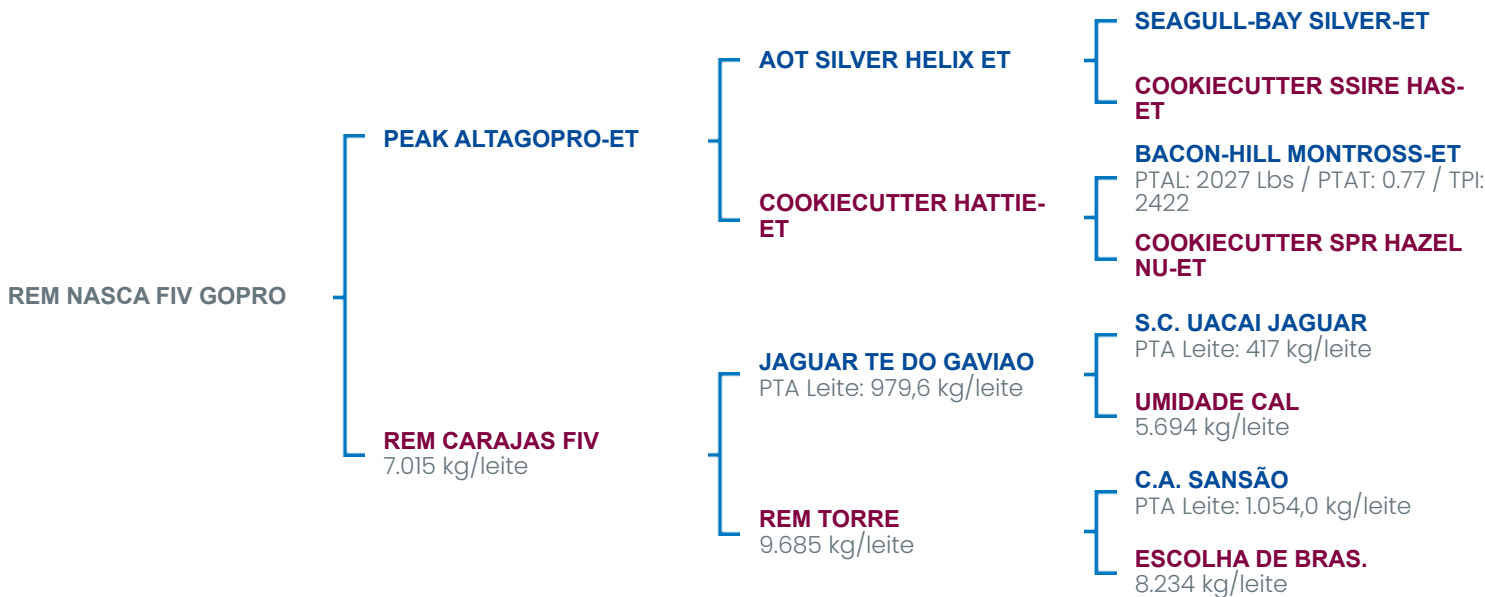 SEAGULL-BAY SILVER-ET
AOT SILVER HELIX ET
COOKIECUTTER SSIRE HAS-
ET
PEAK ALTAGOPRO-ET
BACON-HILL MONTROSS-ET
PTAL: 2027 Lbs / PTAT: 0.77 / TPI:
2422
COOKIECUTTER HATTIE-
ET
COOKIECUTTER SPR HAZEL
NU-ET
REM NASCA FIV GOPRO
S.C. UACAI JAGUAR
PTA Leite: 417 kg/leite
JAGUAR TE DO GAVIAO
PTA Leite: 979,6 kg/leite
UMIDADE CAL
5.694 kg/leite
REM CARAJAS FIV
7.015 kg/leite
C.A. SANSÃO
PTA Leite: 1.054,0 kg/leite
REM TORRE
9.685 kg/leite
ESCOLHA DE BRAS.
8.234 kg/leite